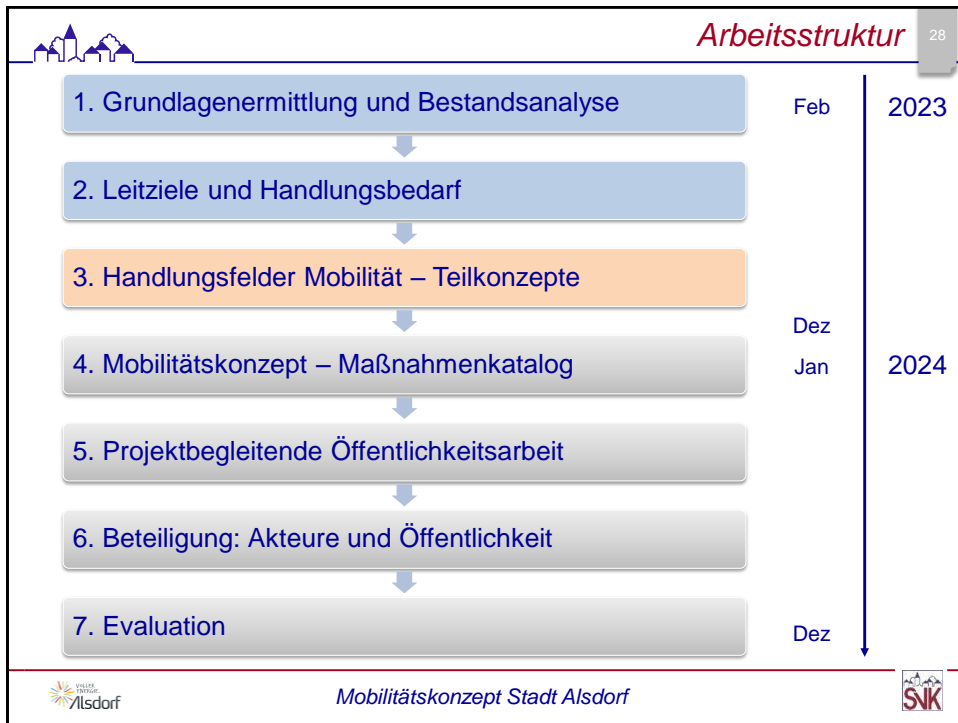 Arbeitsstruktur
28
1. Grundlagenermittlung und Bestandsanalyse
Feb
2023
2. Leitziele und Handlungsbedarf
3. Handlungsfelder Mobilität – Teilkonzepte
Dez
4. Mobilitätskonzept – Maßnahmenkatalog
Jan
2024
5. Projektbegleitende Öffentlichkeitsarbeit
6. Beteiligung: Akteure und Öffentlichkeit
7. Evaluation
Dez
VOLLER
ENERGIE.
Alsdorf
Mobilitätskonzept Stadt Alsdorf
SVK